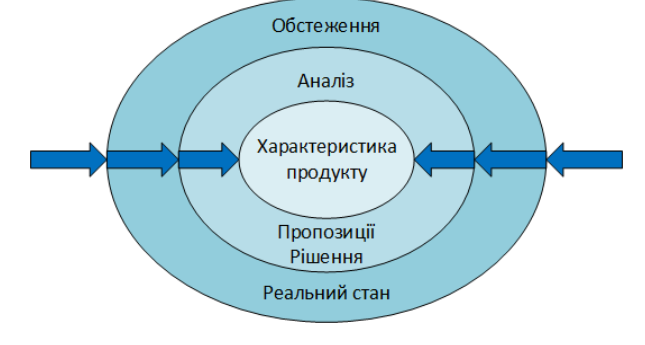 Обстеження
Аналіз
Характеристика
продукту
Пропозиції
Рішення
Реальний стан